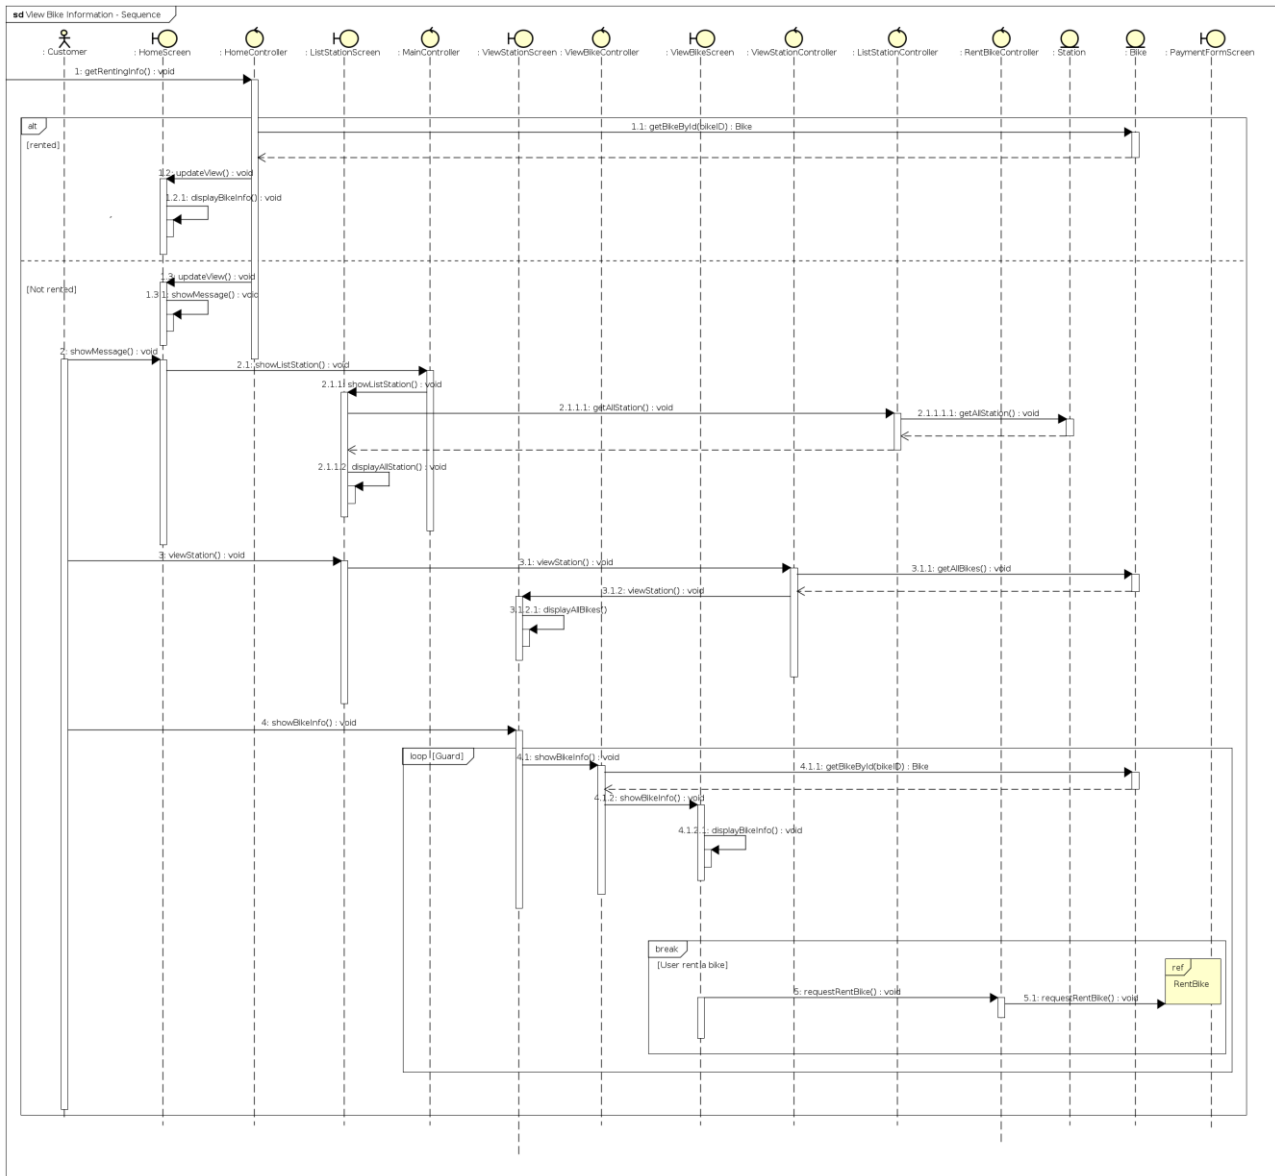 sd View Bike Information - Sequence
: Customer
: HomeScreen
: HomeController
: ListStationScreen
: MainController
: ViewStationScreen
: ViewBikeController
: ViewBikeScreen
: ViewStationController
: ListStationController
: RentBikeController
: Station
: Bike
: PaymentFormScreen
1: getRentingInfo() : void
alt
1.1: getBikeById(bikeID) : Bike
[rented]
1.2: updateView() : void
1.2.1: displayBikeInfo() : void
1.3: updateView() : void
[Not rented]
1.3.1: showMessage() : void
2: showMessage() : void
2.1: showListStation() : void
2.1.1: showListStation() : void
2.1.1.1: getAllStation() : void
2.1.1.1.1: getAllStation() : void
2.1.1.2: displayAllStation() : void
3: viewStation() : void
3.1: viewStation() : void
3.1.1: getAllBikes() : void
3.1.2: viewStation() : void
3.1.2.1: displayAllBikes()
4: showBikeInfo() : void
loop [Guard]
4.1: showBikeInfo() : void
4.1.1: getBikeById(bikeID) : Bike
4.1.2: showBikeInfo() : void
4.1.2.1: displayBikeInfo() : void
break
[User rent a bike]
ref
RentBike
5: requestRentBike() : void
5.1: requestRentBike() : void